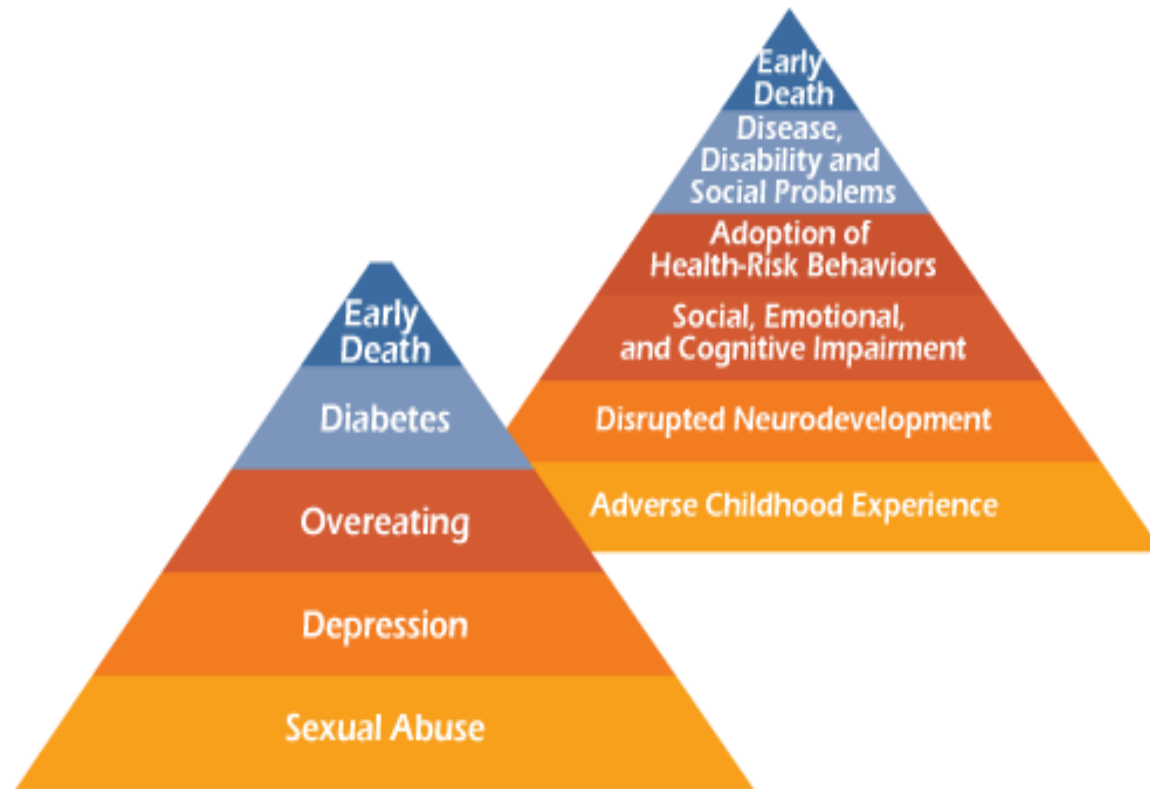 Early
Death
Disease,
Disability and
Social Problems
Adoption of
Health-Risk Behaviors
Social, Emotional,
and Cognitive Impairment
Disrupted Neurodevelopment
Adverse Childhood Experience
Early
Death
Diabetes
Overeating
Depression
Sexual Abuse